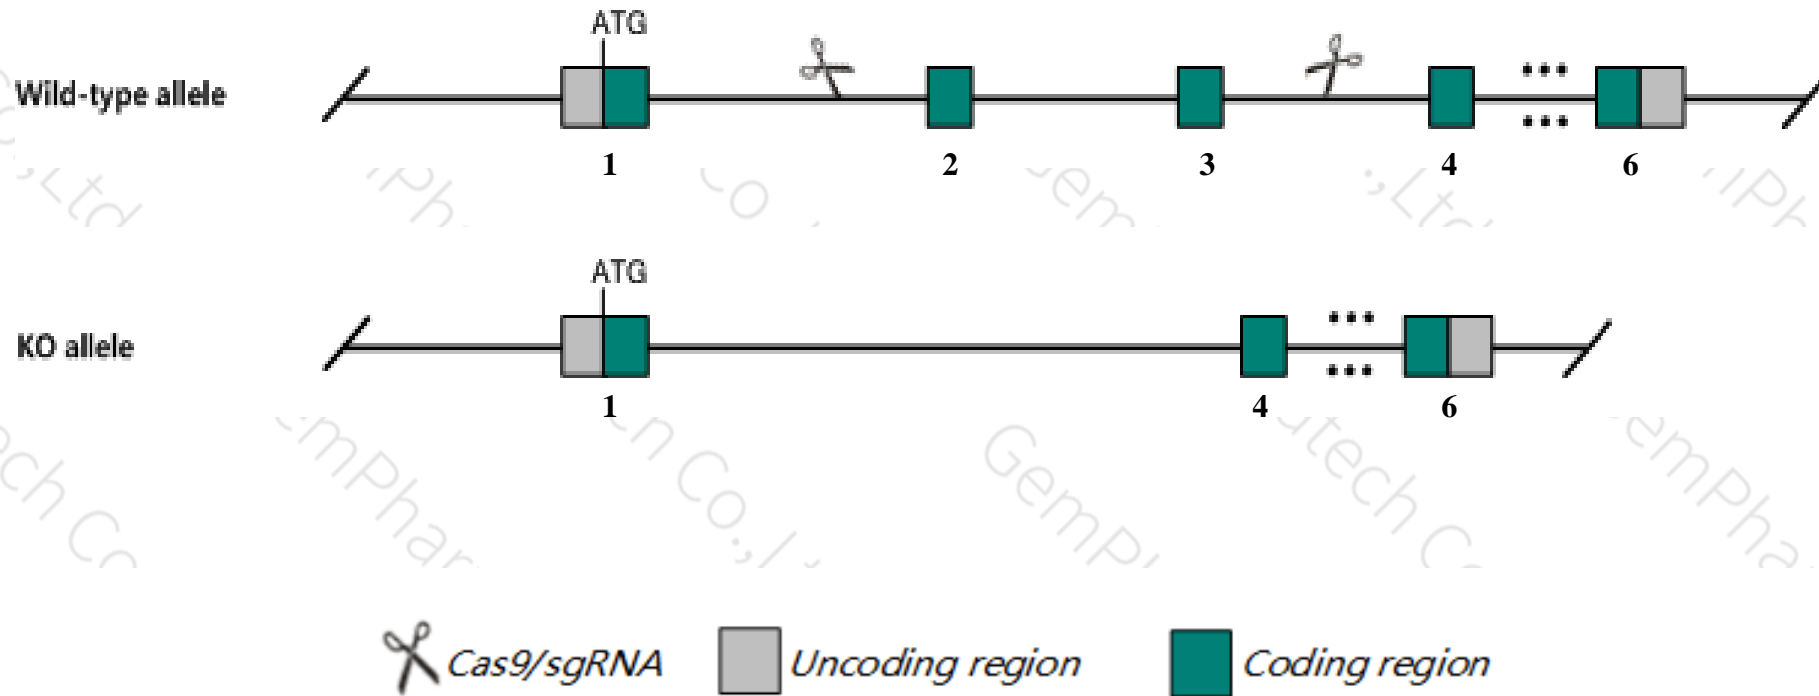 ATG
Wild-type allele
1 2 3 4 6
ATG
KO allele
1 4 6
Cas9/sgRNA Uncoding region Coding region